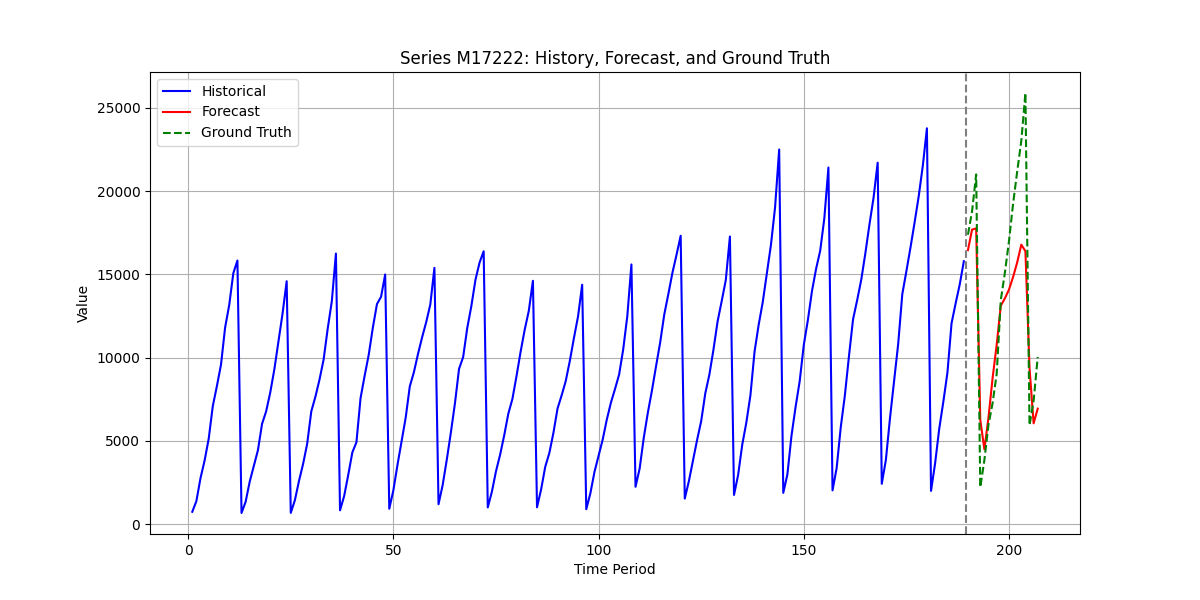 Series M17222: History, Forecast, and Ground Truth
Historical
Forecast
Ground Truth
25000
20000
15000
10000
5000
0
Value
0 50 100 150 200
Time Period